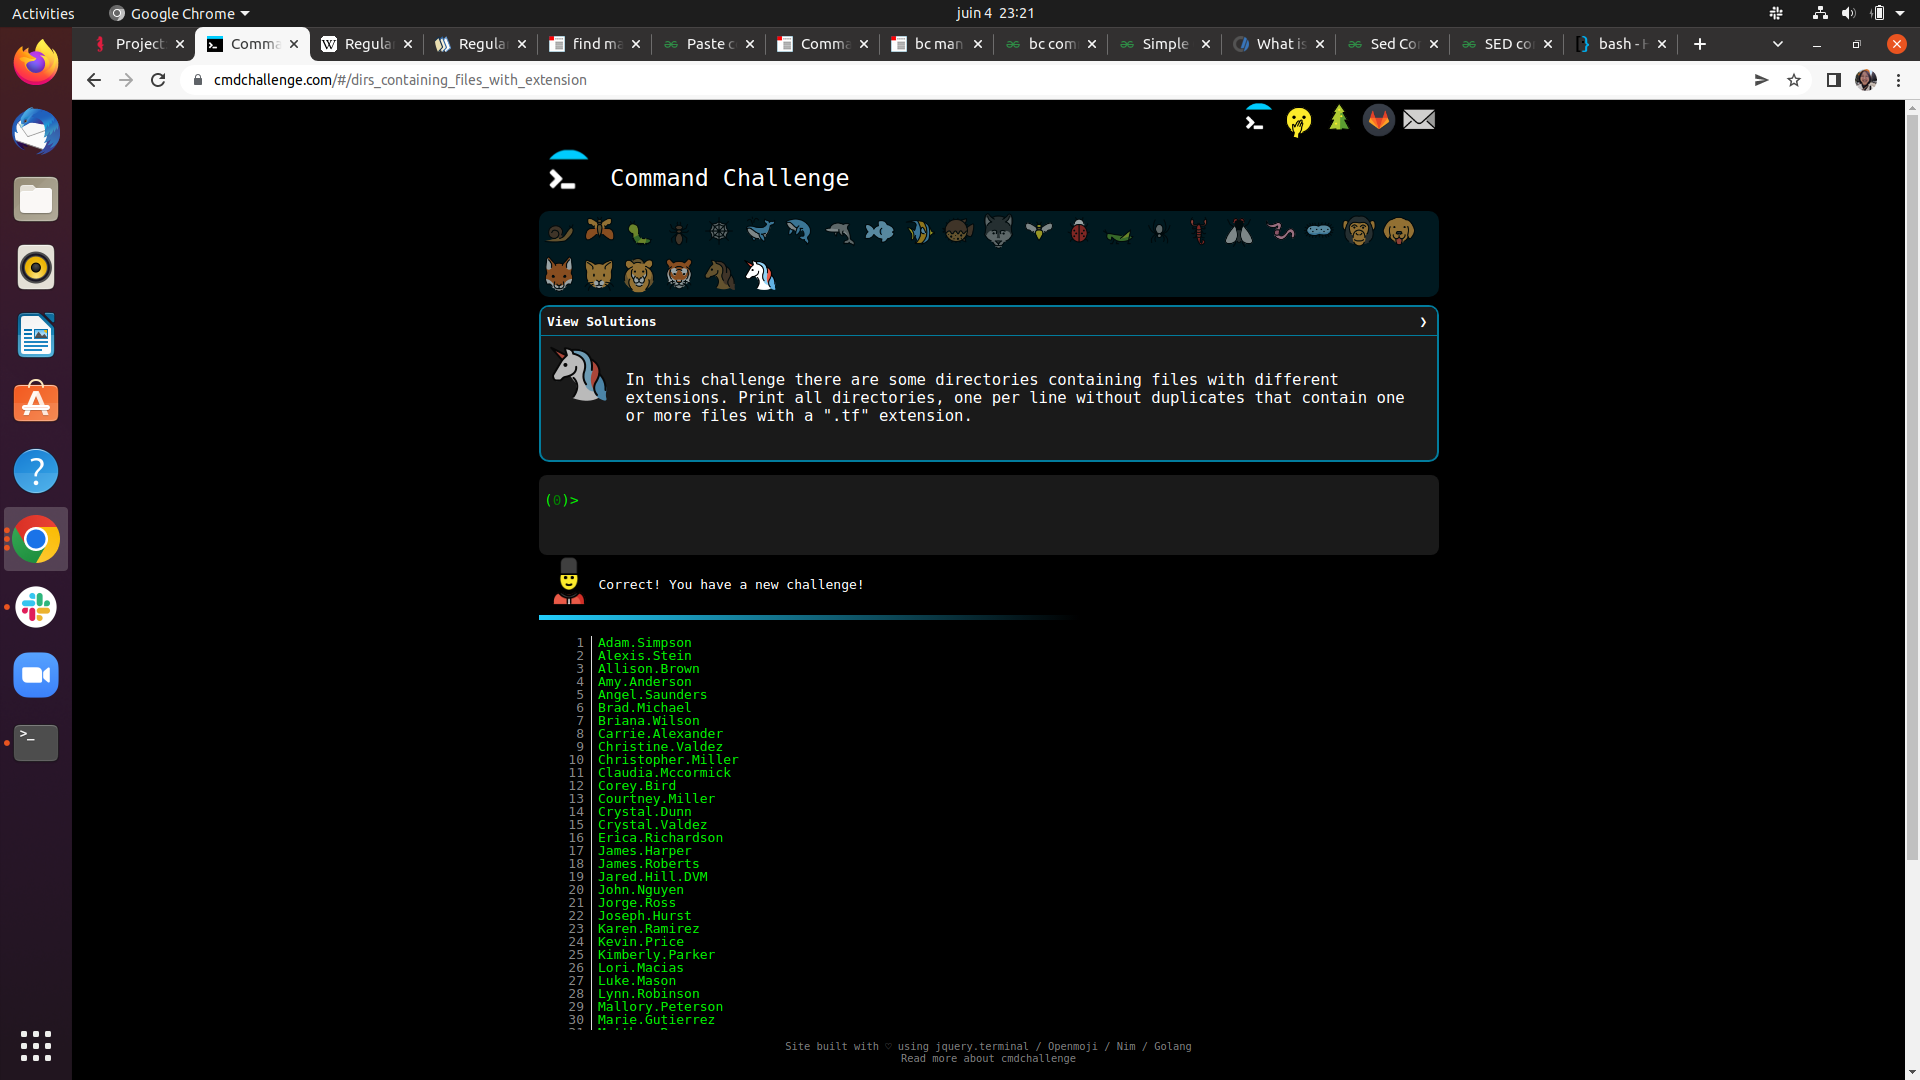 Activities
Google Chrome
juin 4 23:21
Project
Comma
Regula
Regula
find ma
Paste c
Comma
bc man
bc com
Simple
What is
Sed Co
SED co
bash - H
cmdchallenge.com/#/dirs_containing_files_with_extension
Command Challenge
View Solutions
In this challenge there are some directories containing files with different
extensions. Print all directories, one per line without duplicates that contain one
or more files with a ".tf" extension.
(0)>
Correct! You have a new challenge!
1 Adam.Simpson
2 Alexis.Stein
3 Allison.Brown
4 Amy.Anderson
5 Angel.Saunders
6 Brad.Michael
7 Briana.Wilson
8 Carrie.Alexander
9 Christine.Valdez
10 Christopher.Miller
11 Claudia.Mccormick
12 Corey.Bird
13 Courtney.Miller
14 Crystal.Dunn
15 Crystal.Valdez
16 Erica.Richardson
17 James.Harper
18 James.Roberts
19 Jared.Hill.DVM
20 John.Nguyen
21 Jorge.Ross
22 Joseph.Hurst
23 Karen.Ramirez
24 Kevin.Price
25 Kimberly.Parker
26 Lori.Macias
27 Luke.Mason
28 Lynn.Robinson
29 Mallory.Peterson
30 Marie.Gutierrez
Site built with ♡ using jquery.terminal / Openmoji / Nim / Golang
Read more about cmdchallenge